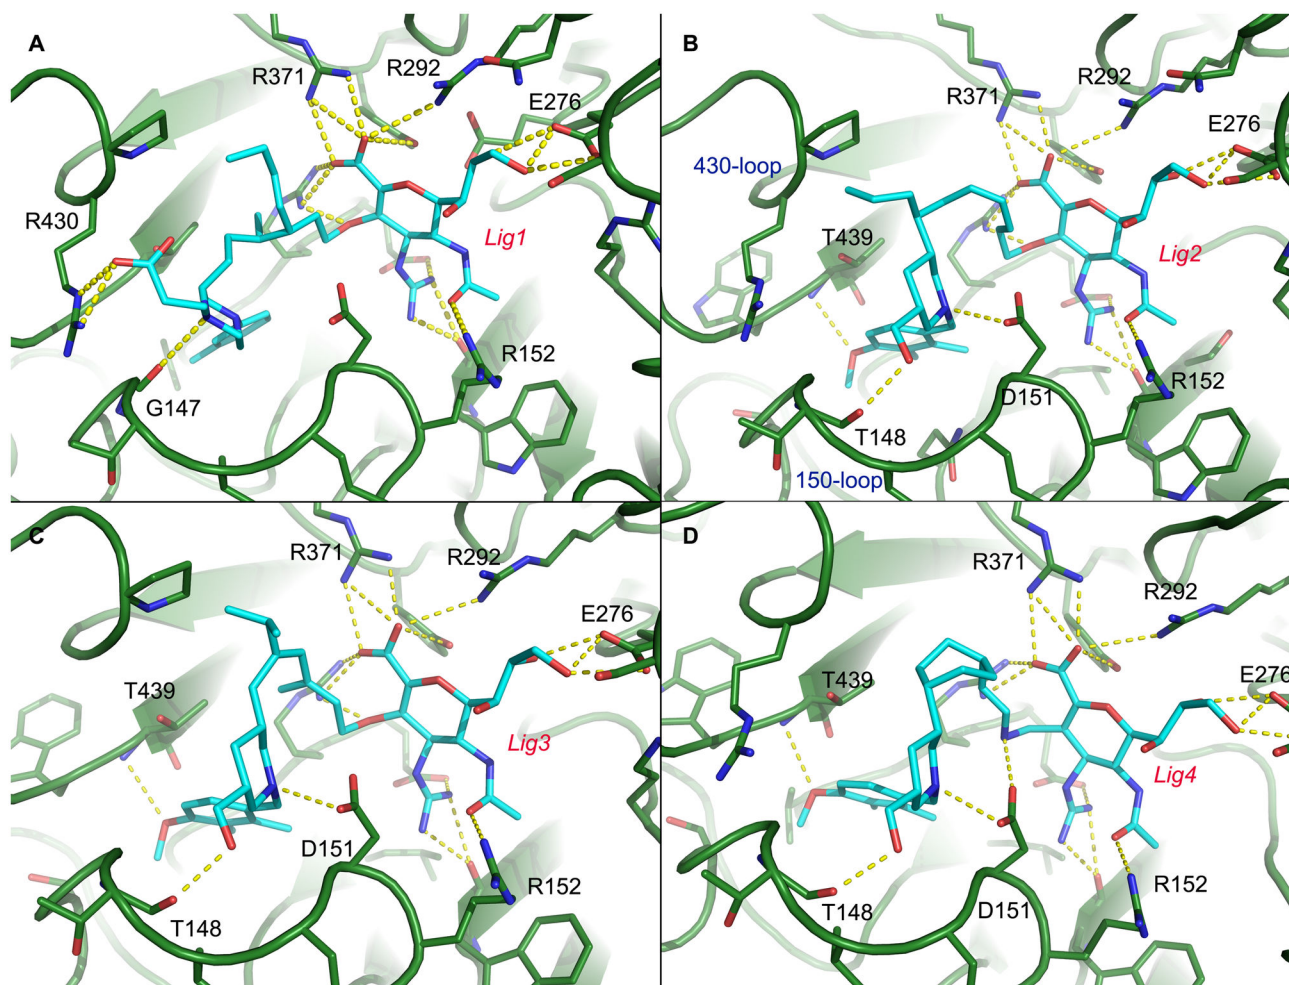 A
R371
R292
E276
R430
Lig1
R152
G147
B
R371
R292
E276
430-loop
T439
Lig2
R152
D151
T148
150-loop
C
R371
R292
E276
T439
Lig3
D151
R152
T148
D
R371
R292
E276
T439
Lig4
R152
T148
D151